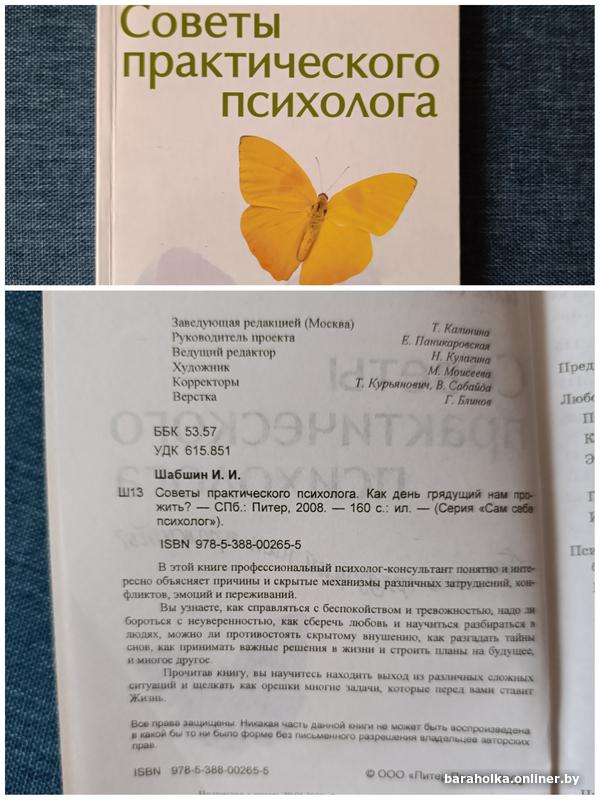 Советы
практического
психолога
Заведующая редакцией (Москва) Т. Калинина
Руководитель проекта Е. Паникаровская
Ведущий редактор Н. Кулагина
Художник М. Моисеева
Корректоры Т. Курьянович, В. Сабайда
Верстка Г. Блинов
ББК 53.57
УДК 615.851
Шабшин И. И.
Ш13 Советы практического психолога. Как день грядущий нам про-
жить? — СПб.: Питер, 2008. — 160 с.: ил. — (Серия «Сам себе
психолог»).
ISBN 978-5-388-00265-5
В этой книге профессиональный психолог-консультант понятно и инте-
ресно объясняет причины и скрытые механизмы различных затруднений, кон-
фликтов, эмоций и переживаний.
Вы узнаете, как справляться с беспокойством и тревожностью, надо ли
бороться с неуверенностью, как сберечь любовь и научиться разбираться в
людях, можно ли противостоять скрытому внушению, как разгадать тайны
снов, как принимать важные решения в жизни и строить планы на будущее,
и многое другое.
Прочитав книгу, вы научитесь находить выход из различных сложных
ситуаций и щелкать как орешки многие задачи, которые перед вами ставит
Жизнь.
Все права защищены. Никакая часть данной книги не может быть воспроизведена
в какой бы то ни было форме без письменного разрешения владельцев авторских
прав.
ISBN 978-5-388-00265-5 © ООО «Питер
baraholka.onliner.by